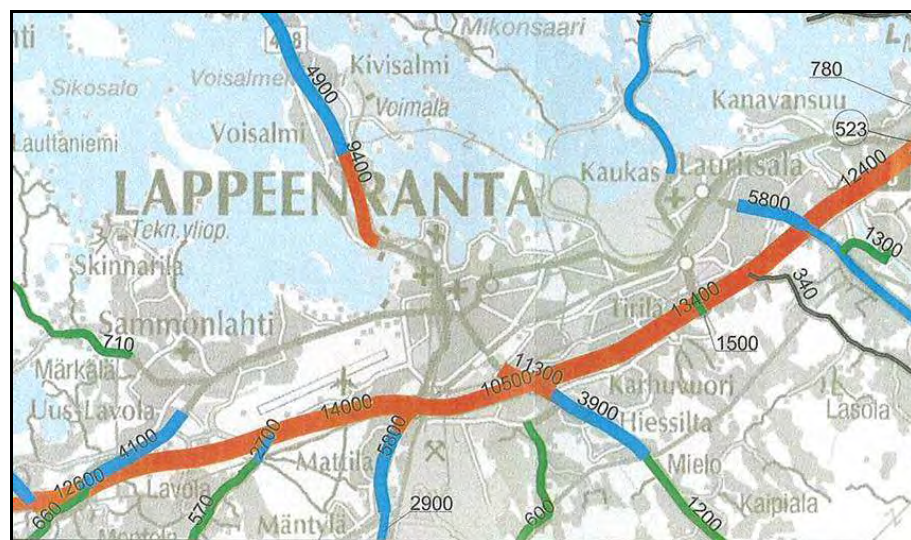 408
Mikonsaari
Kivisalmi
780
Sikosalo
4900
Voimala
Kanavansuu
523
Voisalmi
Lauttaniemi
9400
Kaukas
Lauritsala
12400
LAPPEENRANTA
5800
Tekn.yliop.
1300
Skinnarila
340
13400
Tirilä
Sammonlahti
710
1500
Märkälä
11300
10500
Karhuvuori
14000
3900
Uus-Lavola
Hiessilta
Lasola
4100
5800
2700
Mattila
Mielo
12600
Lavola
2900
Kaipiala
660
570
Mäntylä
600
1200